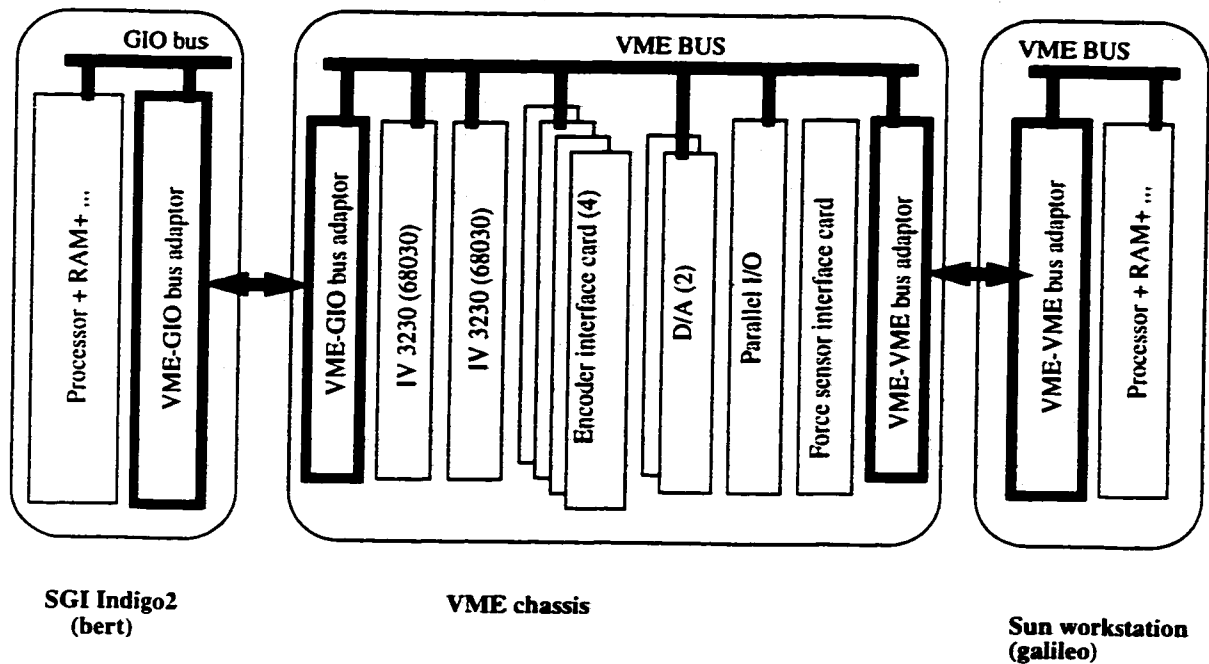 GIO bus
VME BUS
VME BUS
Processor + RAM+ ...
VME-GIO bus adaptor
VME-GIO bus adaptor
IV 3230 (68030)
IV 3230 (68030)
Encoder interface card (4)
D/A (2)
Parallel I/O
Force sensor interface card
VME-VME bus adaptor
VME-VME bus adaptor
Processor + RAM+ ...
SGI Indigo2
(bert)
VME chassis
Sun workstation
(galileo)